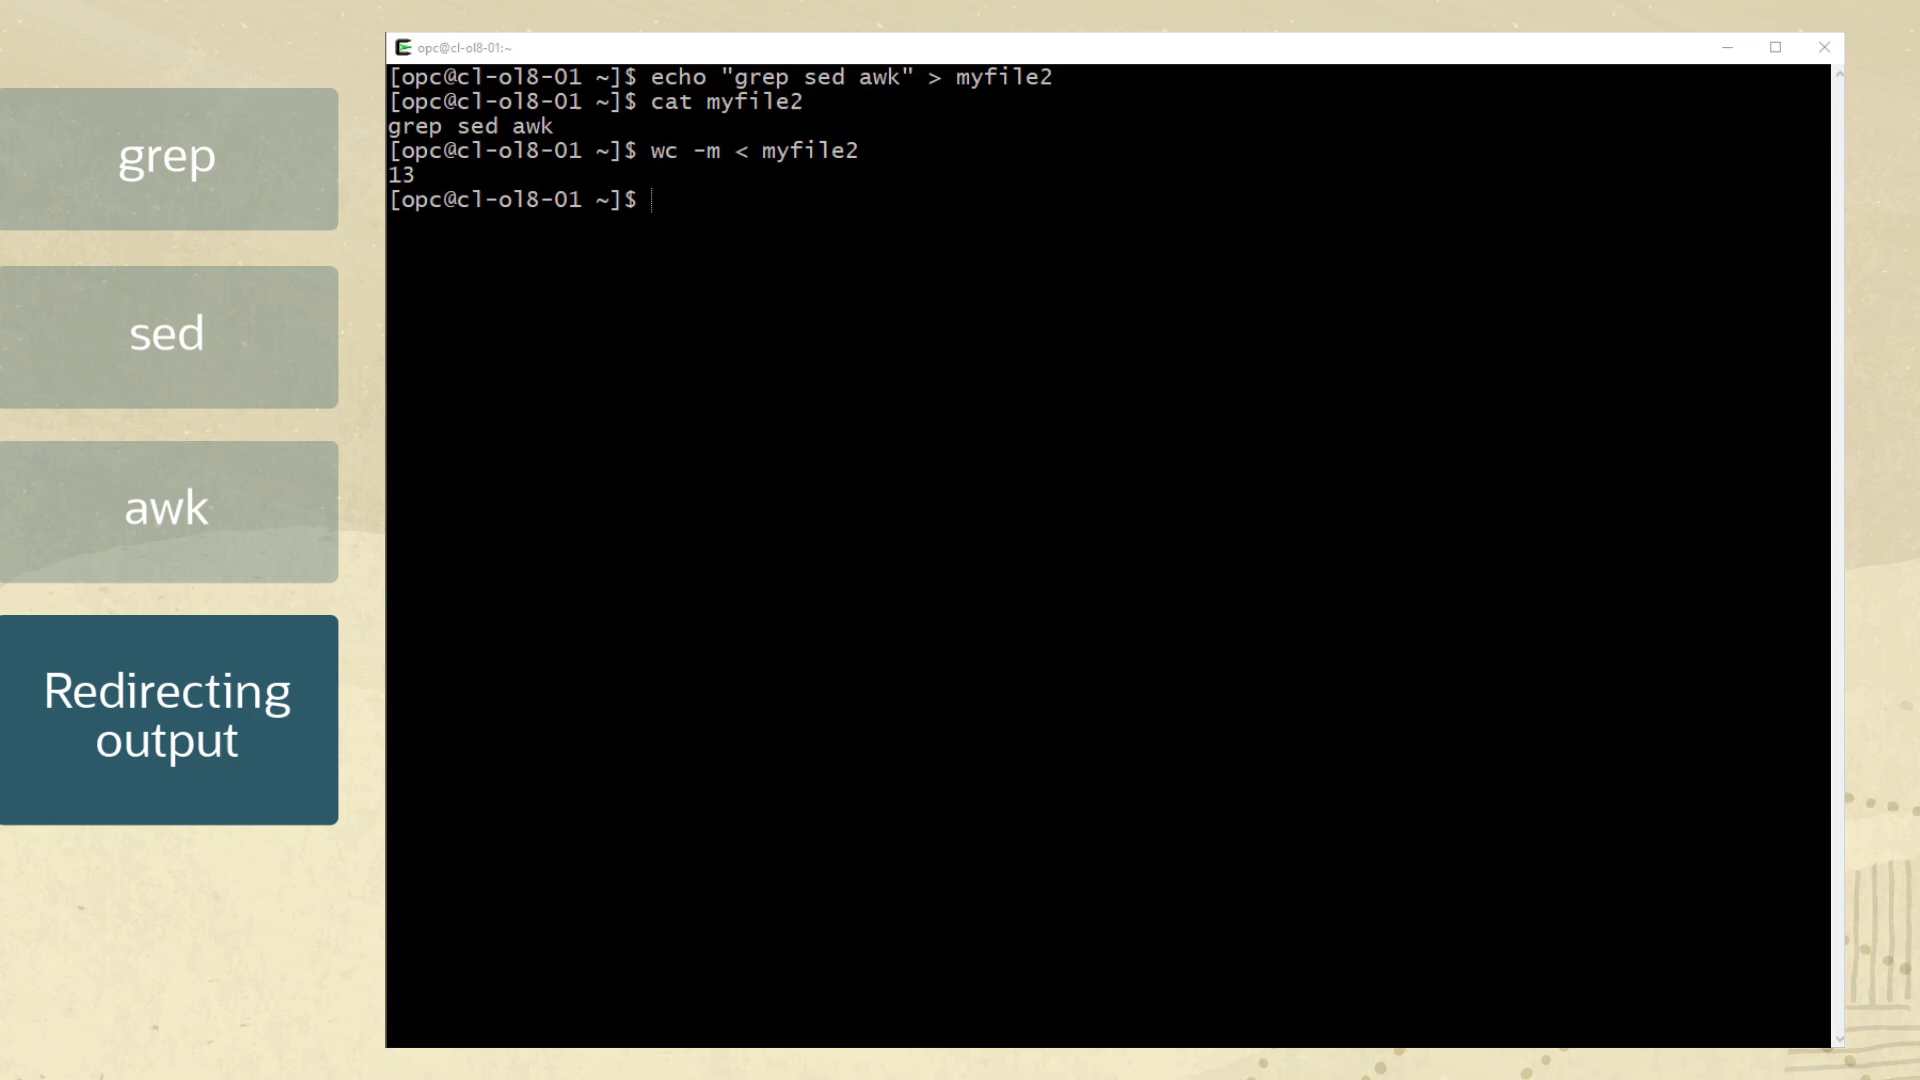 grep
sed
awk
Redirecting
output
opc@cl-ol8-01:~
[opc@cl-ol8-01 ~]$ echo "grep sed awk" > myfile2
[opc@cl-ol8-01 ~]$ cat myfile2
grep sed awk
[opc@cl-ol8-01 ~]$ wc -m < myfile2
13
[opc@cl-ol8-01 ~]$